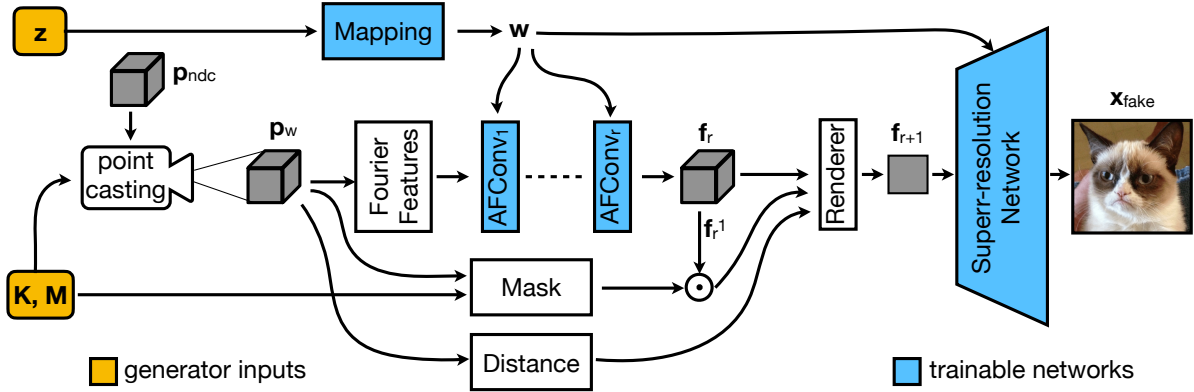 z
Mapping
w
p_ndc
x_fake
p_w
f_r
f_r+1
point
casting
Fourier
Features
AFConv_1
AFConv_r
Renderer
Superr-resolution
Network
f_r^1
K, M
Mask
Distance
generator inputs
trainable networks